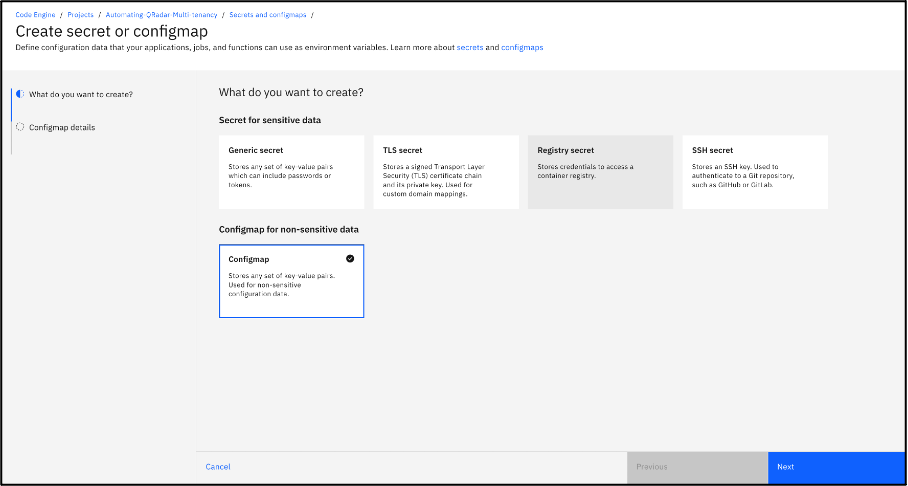 Code Engine / Projects / Automating-QRadar-Multi-tenancy / Secrets and configmaps /
Create secret or configmap
Define configuration data that your applications, jobs, and functions can use as environment variables. Learn more about secrets and configmaps
What do you want to create?
Configmap details
What do you want to create?
Secret for sensitive data
Generic secret
Stores any set of key-value pairs
which can include passwords or
tokens.
TLS secret
Stores a signed Transport Layer
Security (TLS) certificate chain
and its private key. Used for
custom domain mappings.
Registry secret
Stores credentials to access a
container registry.
SSH secret
Stores an SSH key. Used to
authenticate to a Git repository,
such as GitHub or GitLab.
Configmap for non-sensitive data
Configmap
Stores any set of key-value pairs.
Used for non-sensitive
configuration data.
Cancel
Previous
Next